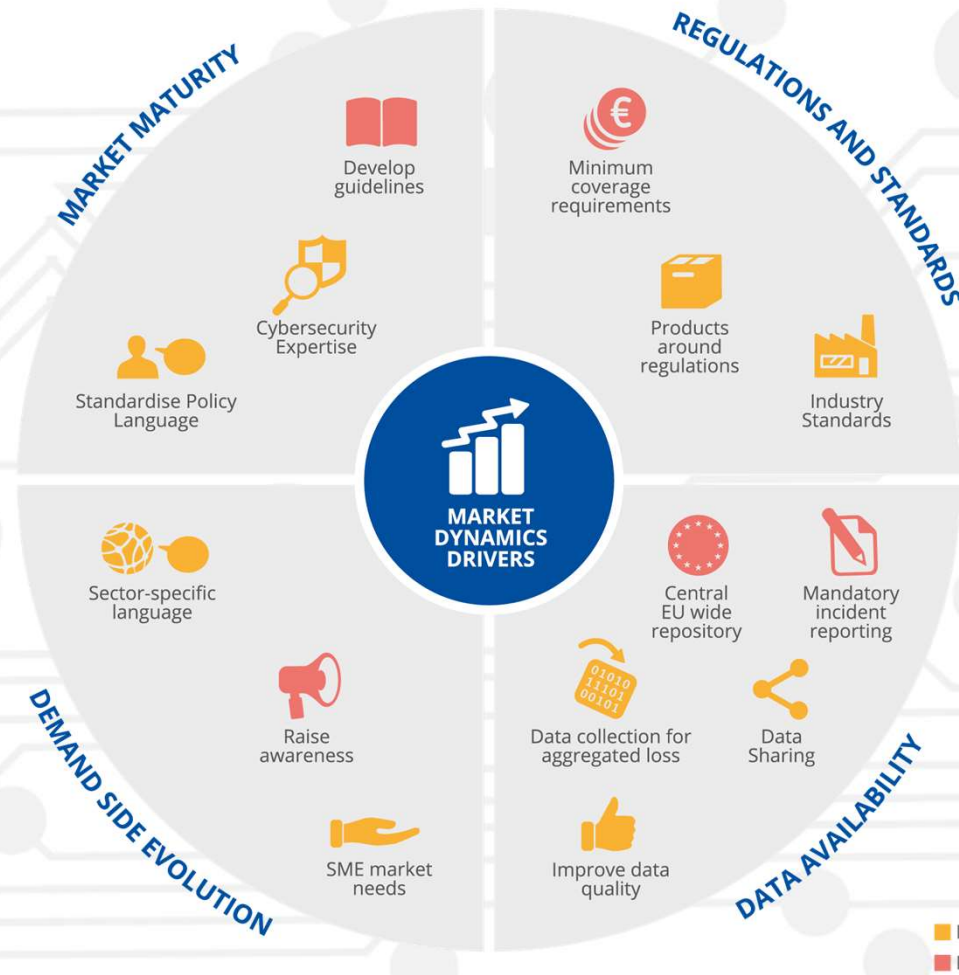 MARKET MATURITY
Develop
guidelines
Cybersecurity
Expertise
Standardise Policy
Language
REGULATIONS AND STANDARDS
€
Minimum
coverage
requirements
Products
around
regulations
Industry
Standards
MARKET
DYNAMICS
DRIVERS
Sector-specific
language
Raise
awareness
SME market
needs
DEMAND SIDE EVOLUTION
Central
EU wide
repository
Mandatory
incident
reporting
01010
11101
00101
Data collection for
aggregated loss
Data
Sharing
Improve data
quality
DATA AVAILABILITY